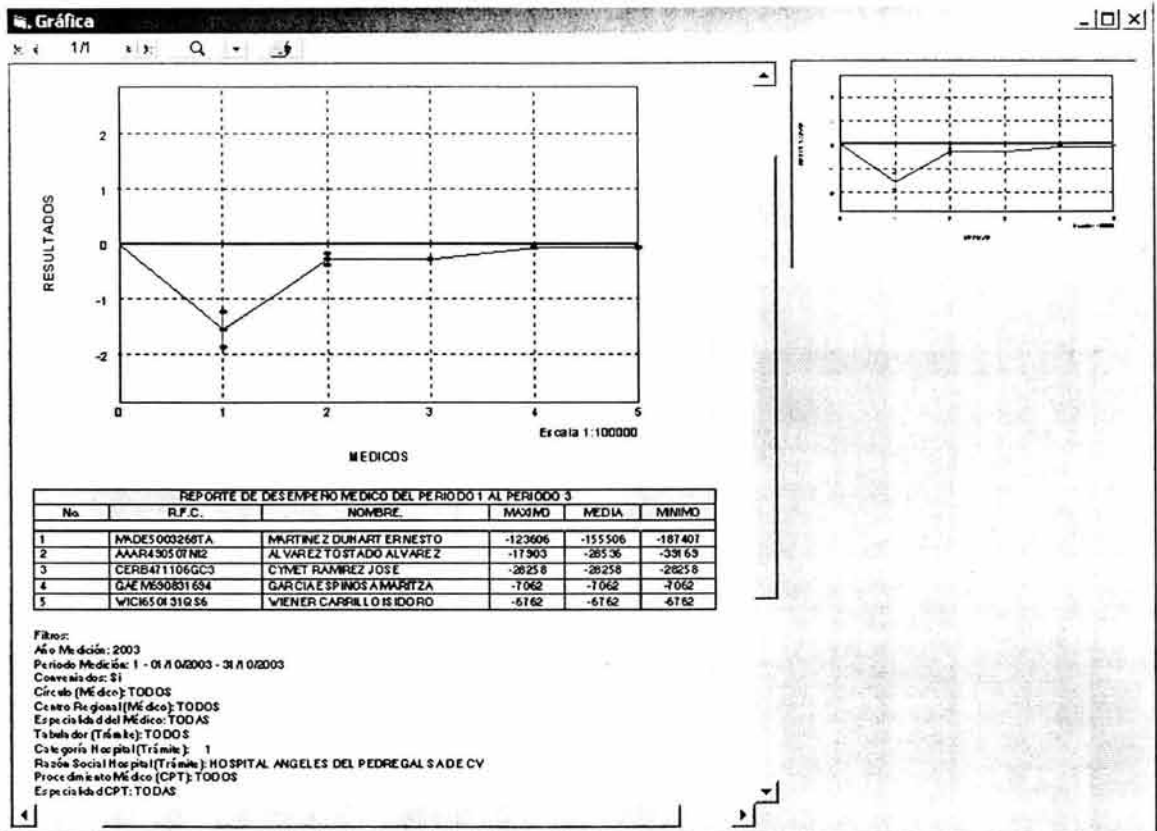 Gráfica
1/1
2
1
0
-1
-2
RESULTADOS
0 1 2 3 4 5
Escala 1:100000
MEDICOS
REPORTE DE DESEMPEÑO MEDICO DEL PERIODO 1 AL PERIODO 3
No. R.F.C. NOMBRE. MAXIMO MEDIA MINIMO
1 MADE5003268TA MARTINEZ DUHART ERNESTO -123606 -155506 -187407
2 AAAR430507NI2 ALVAREZ TOSTADO ALVAREZ -17903 -28536 -39169
3 CERB471106GC3 CYMET RAMIREZ JOSE -28258 -28258 -28258
4 GAEM690831694 GARCIA ESPINOSA MARITZA -7062 -7062 -7062
5 WICI650131QS6 WIENER CARRILLO ISIDORO -6762 -6762 -6762
Filtros:
Año Medición: 2003
Periodo Medición: 1 - 01/10/2003 - 31/10/2003
Conveniados: Si
Círculo (Médico): TODOS
Centro Regional (Médico): TODOS
Especialidad del Médico: TODAS
Tabulador (Trámite): TODOS
Categoría Hospital (Trámite): 1
Razón Social Hospital (Trámite): HOSPITAL ANGELES DEL PEDREGAL SA DE CV
Procedimiento Médico (CPT): TODOS
Especialidad CPT: TODAS